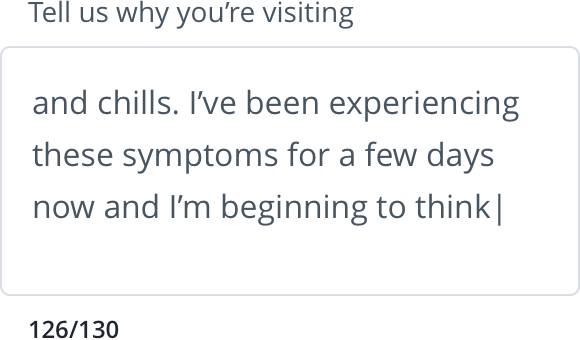 Tell us why you’re visiting
and chills. I’ve been experiencing
these symptoms for a few days
now and I’m beginning to think
126/130